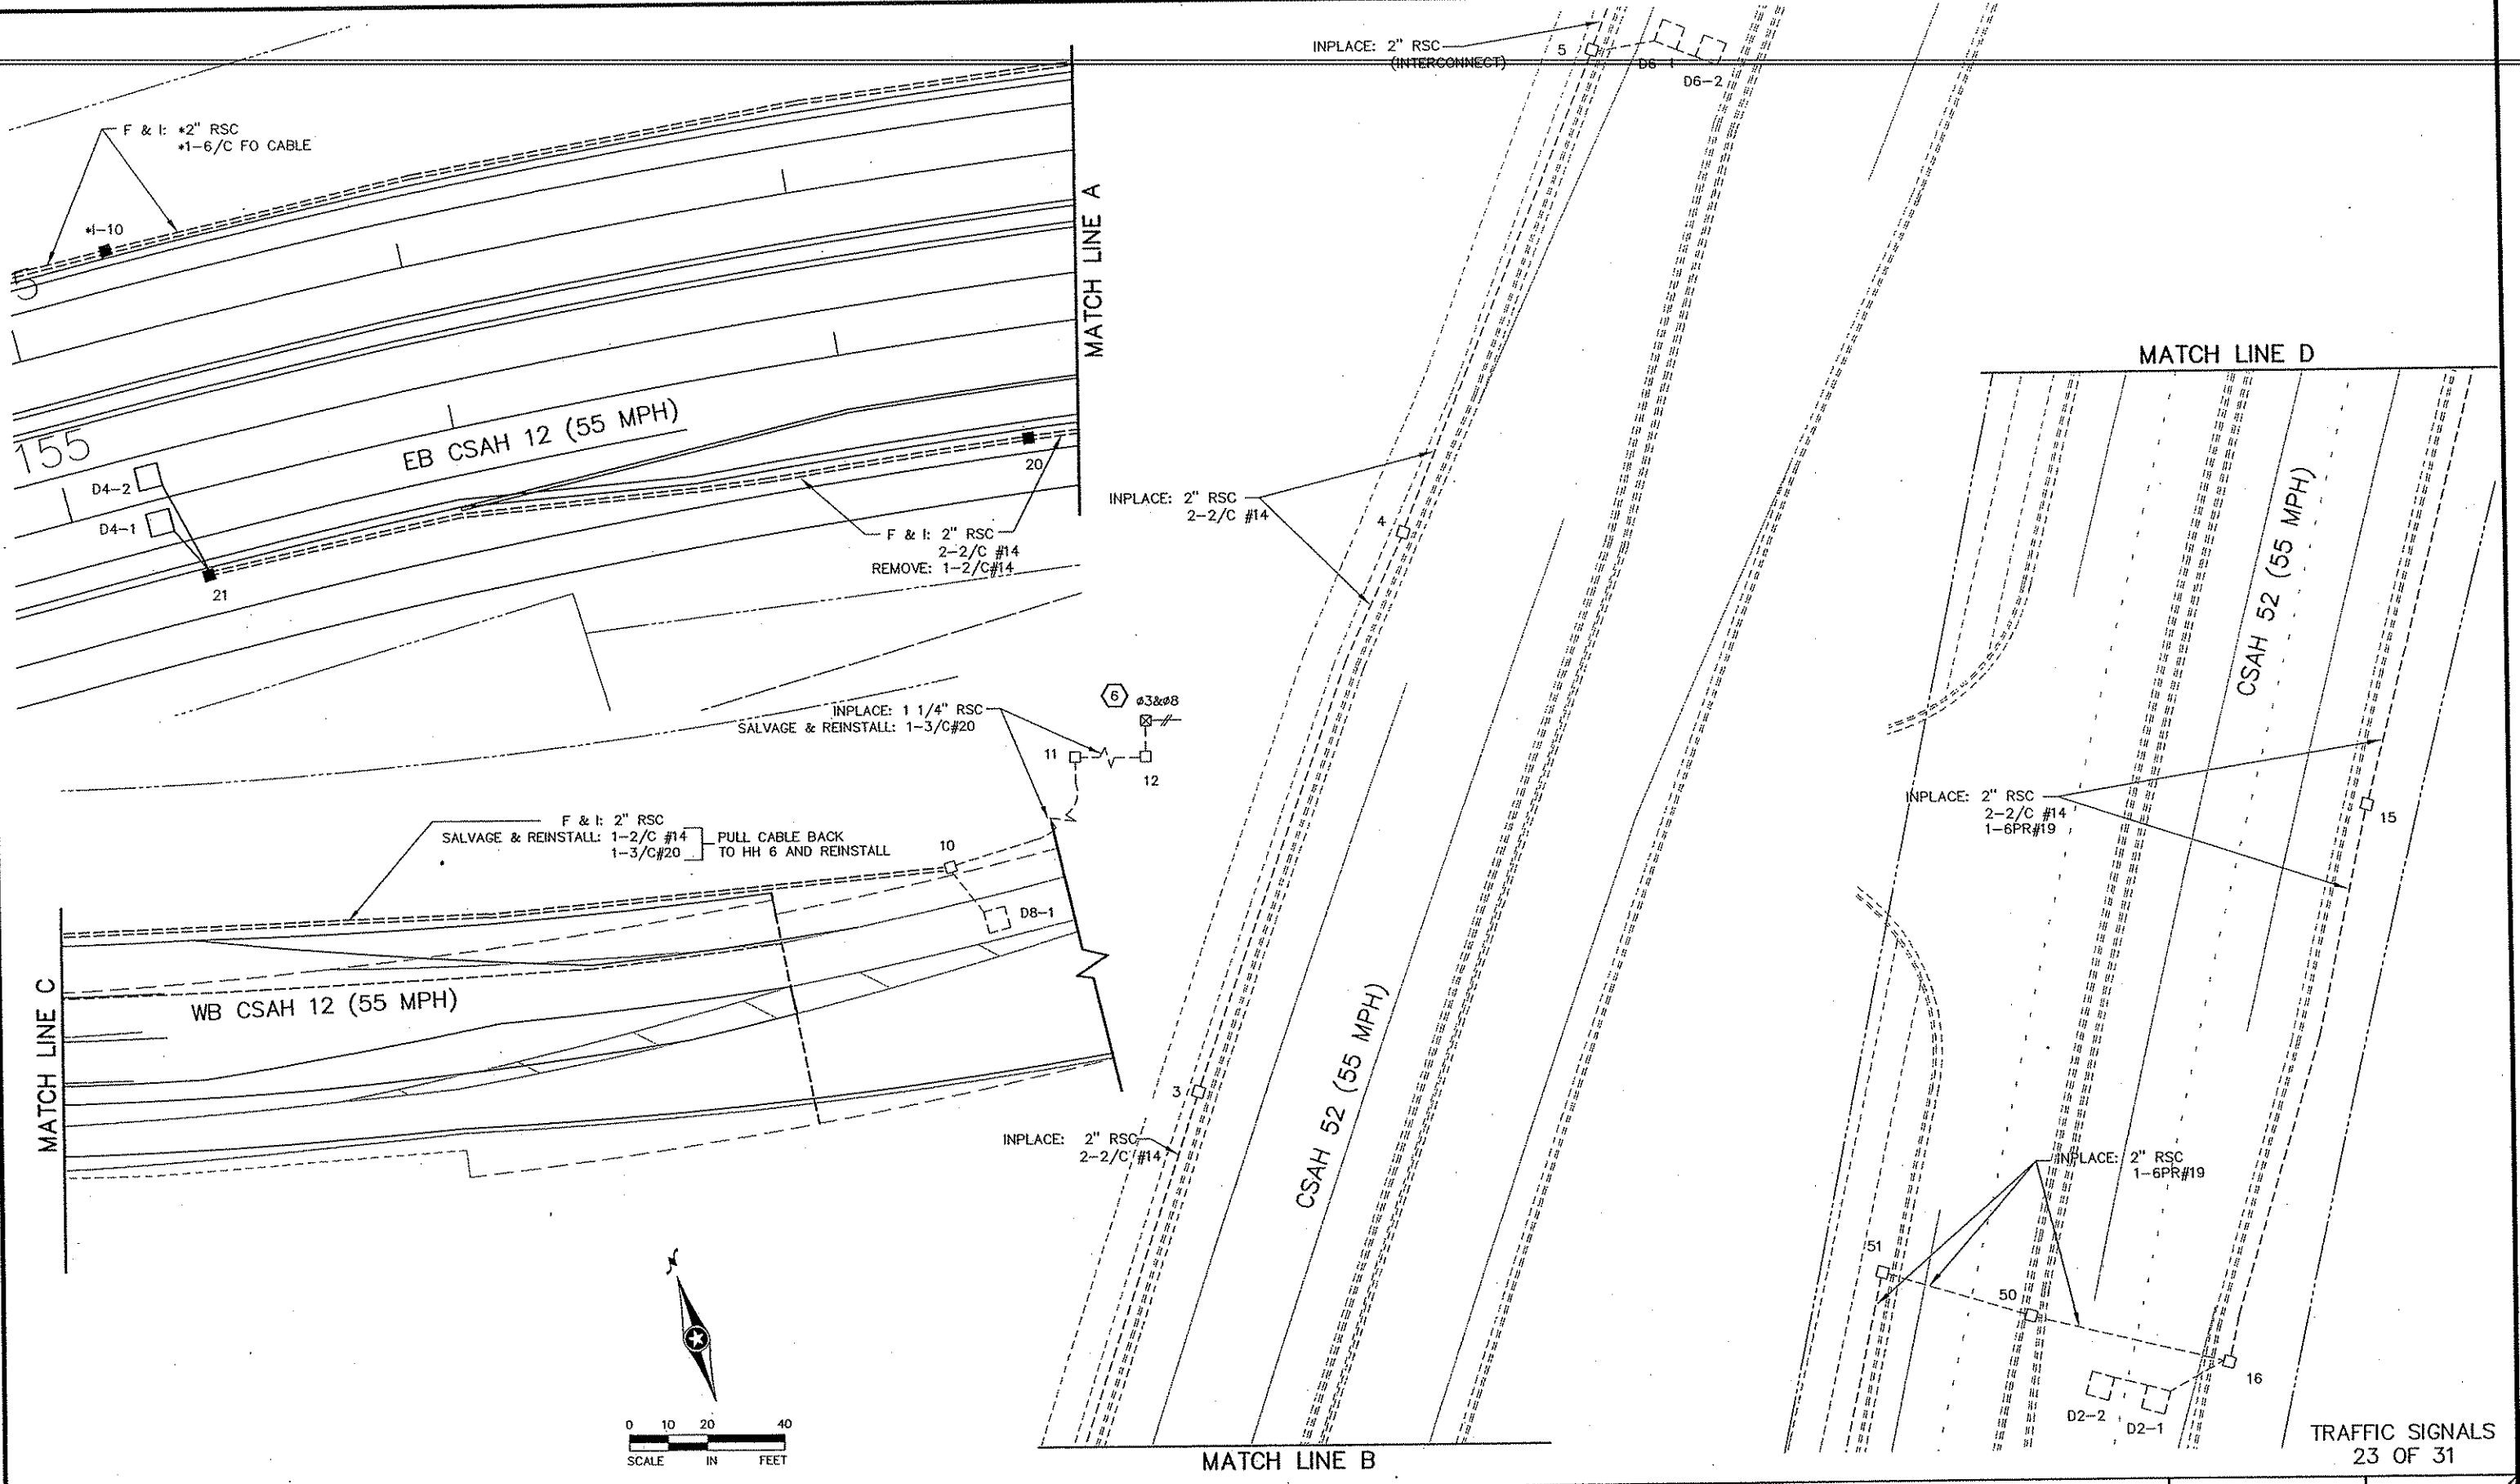 INPLACE: 2" RSC
(INTERCONNECT)
5
D6-1
D6-2
F & I: *2" RSC
*1-6/C FO CABLE
*I-10
5
MATCH LINE A
155
EB CSAH 12 (55 MPH)
D4-2
D4-1
20
21
F & I: 2" RSC
2-2/C #14
REMOVE: 1-2/C#14
INPLACE: 2" RSC
2-2/C #14
4
MATCH LINE D
CSAH 52 (55 MPH)
INPLACE: 1 1/4" RSC
SALVAGE & REINSTALL: 1-3/C#20
6
ø3&ø8
11
12
INPLACE: 2" RSC
2-2/C #14
1-6PR#19
15
F & I: 2" RSC
SALVAGE & REINSTALL: 1-2/C #14
1-3/C#20
PULL CABLE BACK
TO HH 6 AND REINSTALL
10
D8-1
MATCH LINE C
WB CSAH 12 (55 MPH)
3
INPLACE: 2" RSC
2-2/C #14
CSAH 52 (55 MPH)
INPLACE: 2" RSC
1-6PR#19
51
50
16
D2-2
D2-1
N
0 10 20 40
SCALE IN FEET
MATCH LINE B
TRAFFIC SIGNALS
23 OF 31